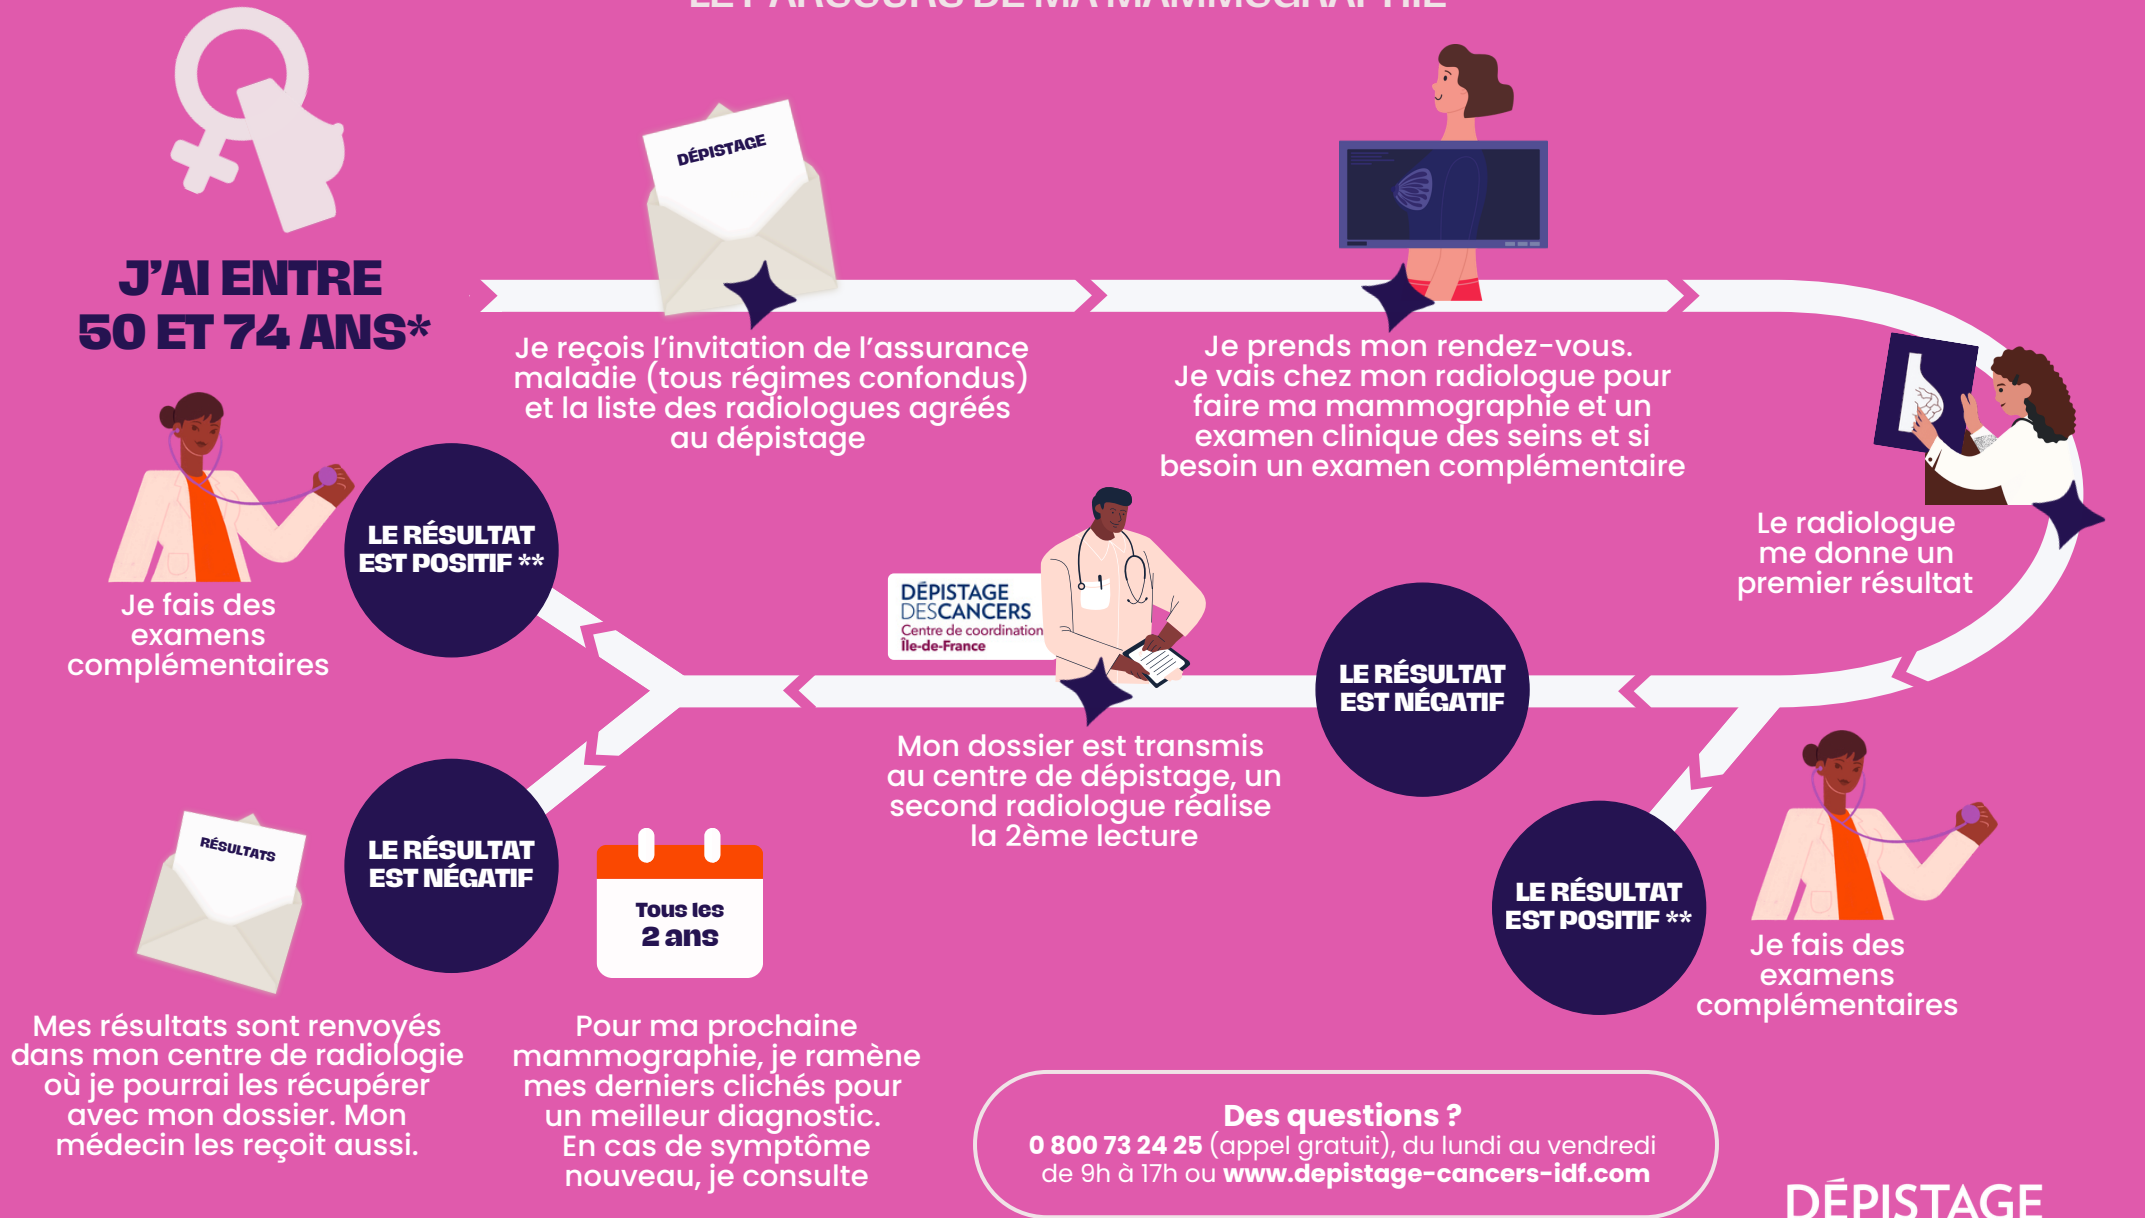 LE PARCOURS DE MA MAMMOGRAPHIE
J'AI ENTRE
50 ET 74 ANS*
DÉPISTAGE
Je reçois l'invitation de l'assurance
maladie (tous régimes confondus)
et la liste des radiologues agréés
au dépistage
Je prends mon rendez-vous.
Je vais chez mon radiologue pour
faire ma mammographie et un
examen clinique des seins et si
besoin un examen complémentaire
Le radiologue
me donne un
premier résultat
LE RÉSULTAT
EST POSITIF **
Je fais des
examens
complémentaires
LE RÉSULTAT
EST NÉGATIF
DÉPISTAGE
DESCANCERS
Centre de coordination
Île-de-France
Mon dossier est transmis
au centre de dépistage, un
second radiologue réalise
la 2ème lecture
LE RÉSULTAT
EST POSITIF **
Je fais des
examens
complémentaires
LE RÉSULTAT
EST NÉGATIF
RÉSULTATS
Mes résultats sont renvoyés
dans mon centre de radiologie
où je pourrai les récupérer
avec mon dossier. Mon
médecin les reçoit aussi.
Tous les
2 ans
Pour ma prochaine
mammographie, je ramène
mes derniers clichés pour
un meilleur diagnostic.
En cas de symptôme
nouveau, je consulte
Des questions ?
0 800 73 24 25 (appel gratuit), du lundi au vendredi
de 9h à 17h ou www.depistage-cancers-idf.com
DÉPISTAGE